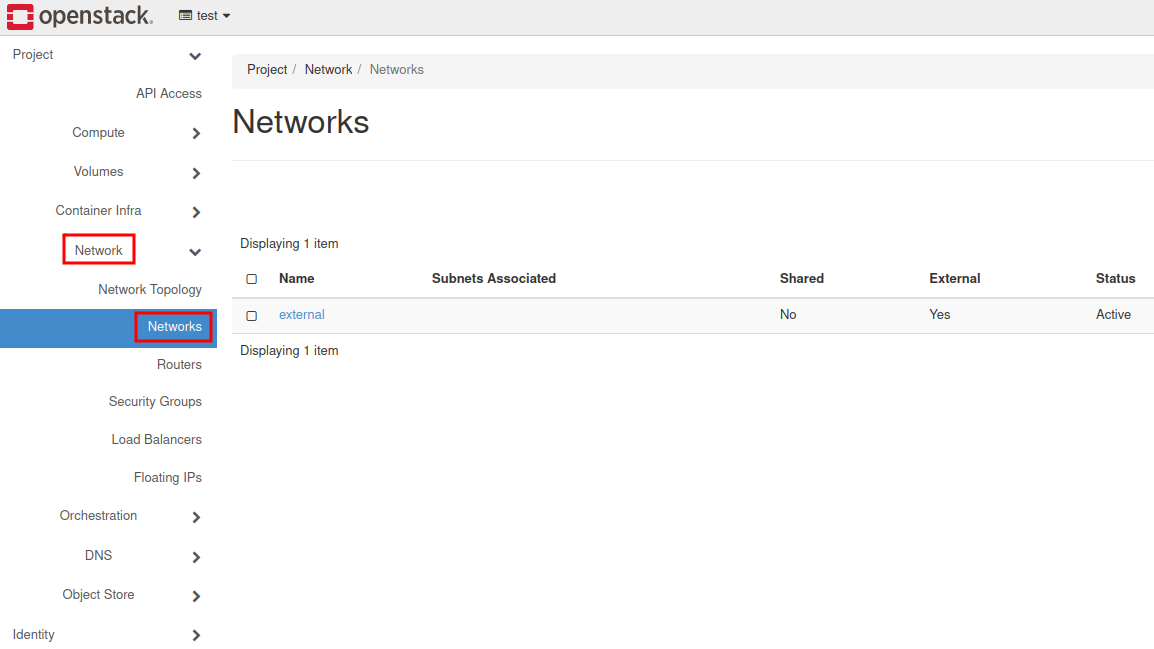 openstack. test
Project
API Access
Compute
Volumes
Container Infra
Network
Network Topology
Networks
Routers
Security Groups
Load Balancers
Floating IPs
Orchestration
DNS
Object Store
Identity
Project / Network / Networks
Networks
Displaying 1 item
Name Subnets Associated Shared External Status
external No Yes Active
Displaying 1 item